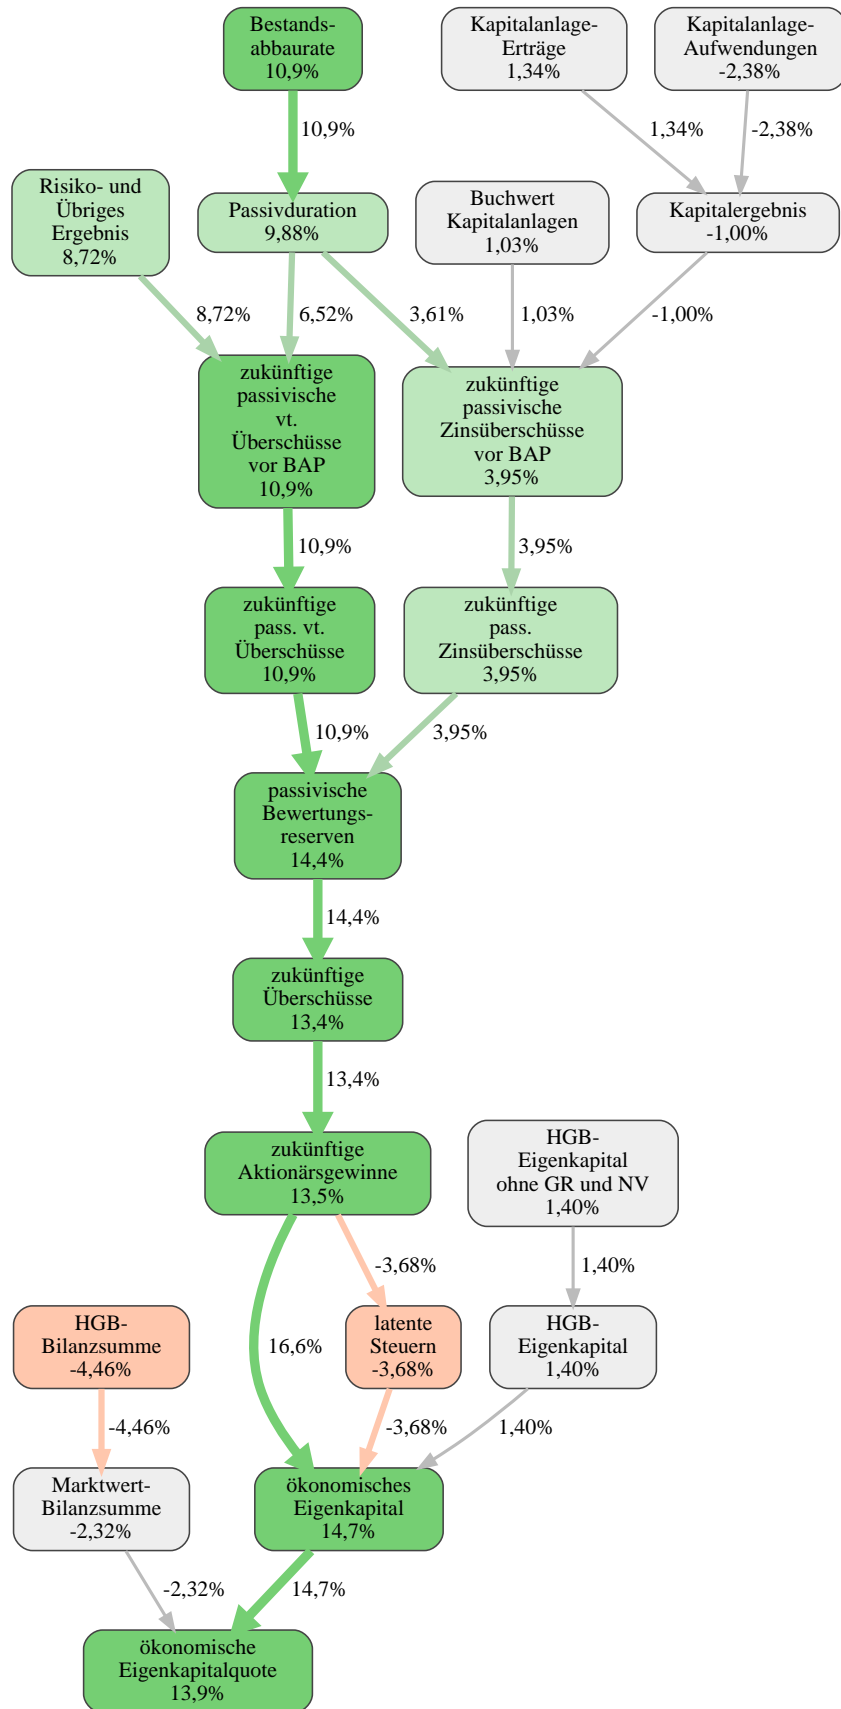 Bestands-
abbaurate
10,9%
Kapitalanlage-
Erträge
1,34%
Kapitalanlage-
Aufwendungen
-2,38%
10,9%
1,34%
-2,38%
Risiko- und
Übriges
Ergebnis
8,72%
Passivduration
9,88%
Buchwert
Kapitalanlagen
1,03%
Kapitalergebnis
-1,00%
8,72%
6,52%
3,61%
1,03%
-1,00%
zukünftige
passivische
vt.
Überschüsse
vor BAP
10,9%
zukünftige
passivische
Zinsüberschüsse
vor BAP
3,95%
10,9%
3,95%
zukünftige
pass. vt.
Überschüsse
10,9%
zukünftige
pass.
Zinsüberschüsse
3,95%
10,9%
3,95%
passivische
Bewertungs-
reserven
14,4%
14,4%
zukünftige
Überschüsse
13,4%
13,4%
zukünftige
Aktionärsgewinne
13,5%
HGB-
Eigenkapital
ohne GR und NV
1,40%
-3,68%
1,40%
HGB-
Bilanzsumme
-4,46%
16,6%
latente
Steuern
-3,68%
HGB-
Eigenkapital
1,40%
-4,46%
-3,68%
1,40%
Marktwert-
Bilanzsumme
-2,32%
ökonomisches
Eigenkapital
14,7%
-2,32%
14,7%
ökonomische
Eigenkapitalquote
13,9%